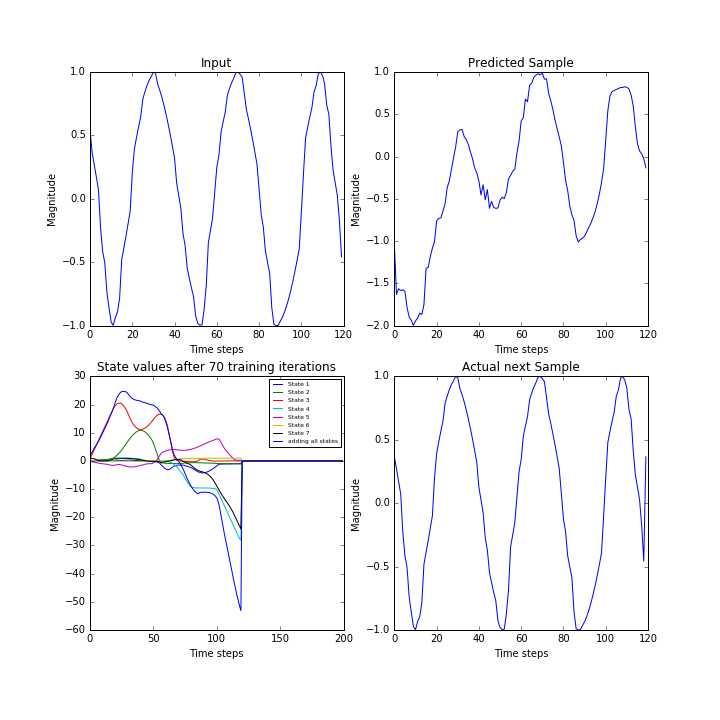 Input
Magnitude
1.0
0.5
0.0
−0.5
−1.0
0 20 40 60 80 100 120
Time steps
Predicted Sample
Magnitude
1.0
0.5
0.0
−0.5
−1.0
−1.5
−2.0
0 20 40 60 80 100 120
Time steps
State values after 70 training iterations
Magnitude
30
20
10
0
−10
−20
−30
−40
−50
−60
0 50 100 150 200
Time steps
State 1
State 2
State 3
State 4
State 5
State 6
State 7
adding all states
Actual next Sample
Magnitude
1.0
0.5
0.0
−0.5
−1.0
0 20 40 60 80 100 120
Time steps